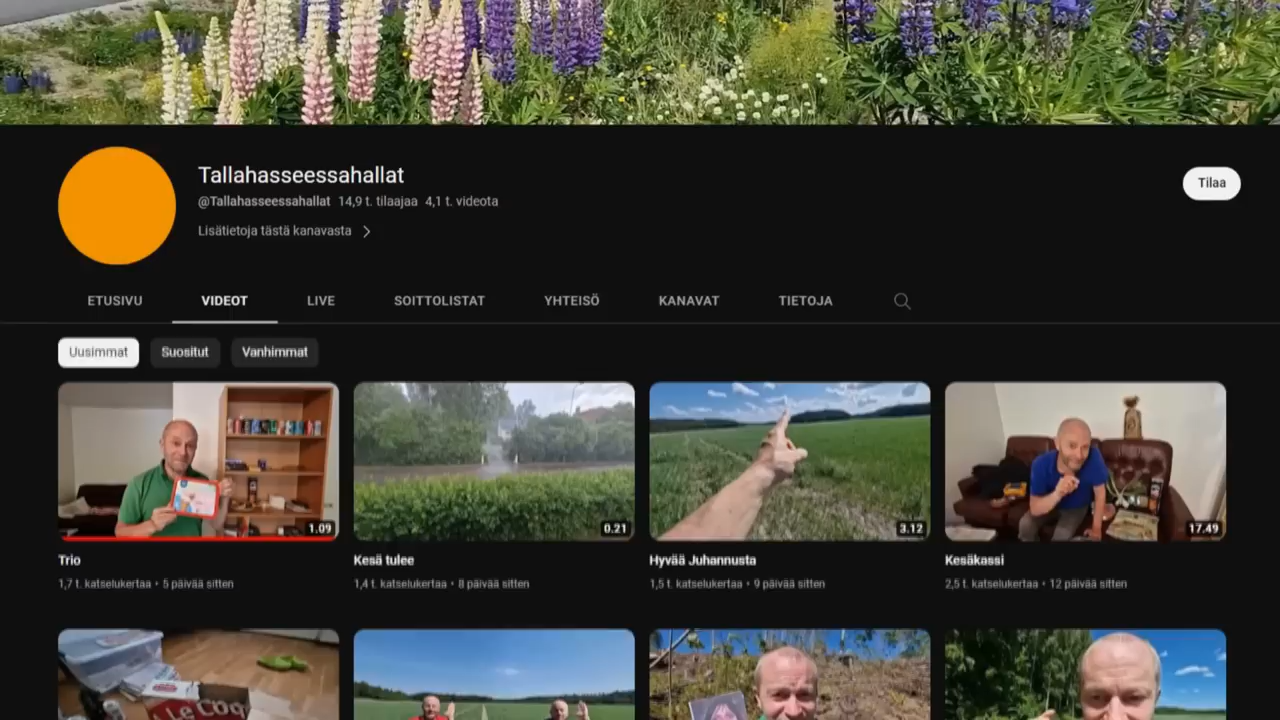 Tallahasseessahallat
Tilaa
@Tallahasseessahallat 14,9 t. tilaajaa 4,1 t. videota
Lisätietoja tästä kanavasta
ETUSIVU VIDEOT LIVE SOITTOLISTAT YHTEISÖ KANAVAT TIETOJA
Uusimmat Suositut Vanhimmat
1.09 0.21 3.12 17.49
Trio Kesä tulee Hyvää Juhannusta Kesäkassi
1,7 t. katselukertaa • 5 päivää sitten 1,4 t. katselukertaa • 8 päivää sitten 1,5 t. katselukertaa • 9 päivää sitten 2,5 t. katselukertaa • 12 päivää sitten
Le Coq